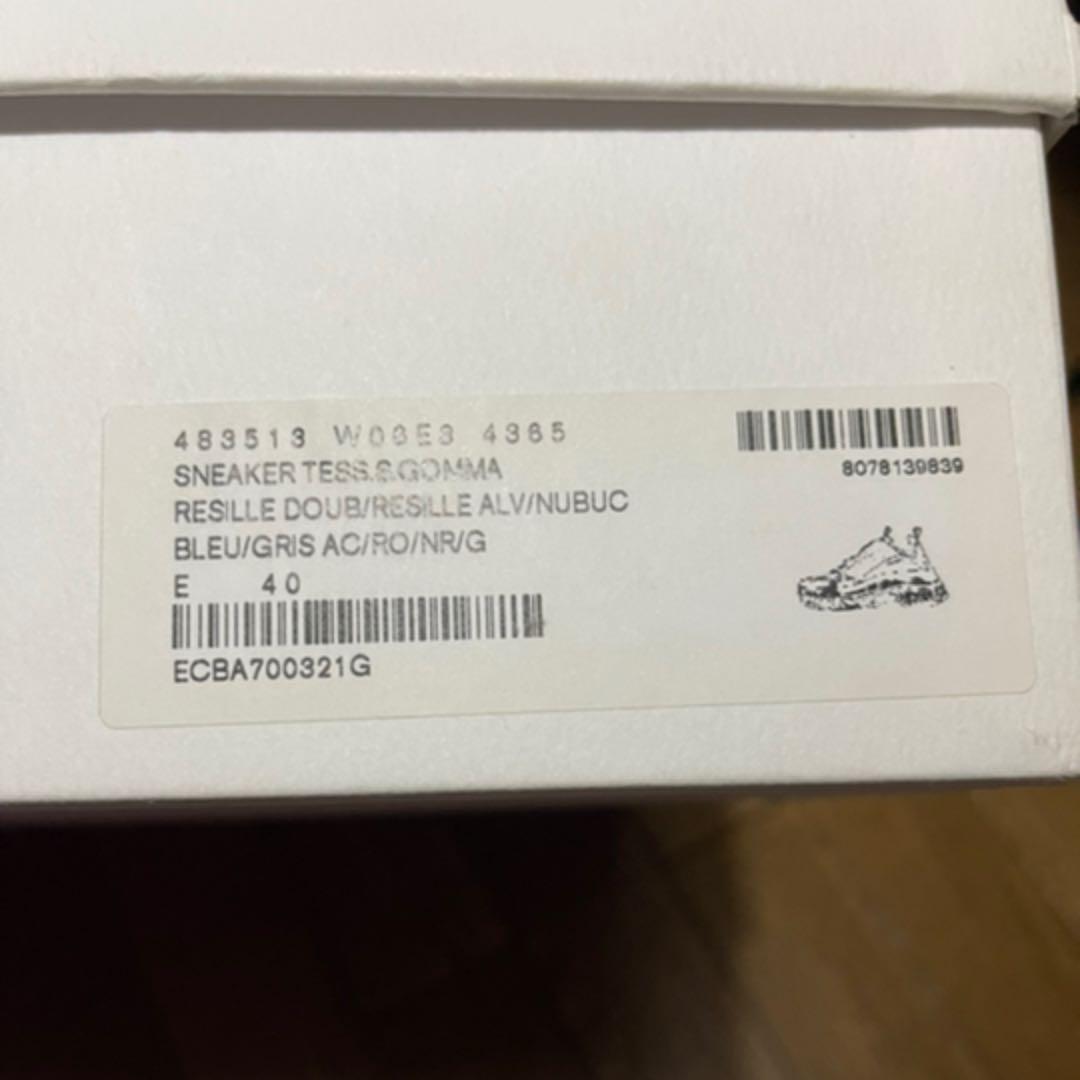 483513 W06E3 4365
8078139839
SNEAKER TESS.S.GOMMA
RESILLE DOUB/RESILLE ALV/NUBUC
BLEU/GRIS AC/RO/NR/G
E 40
ECBA700321G